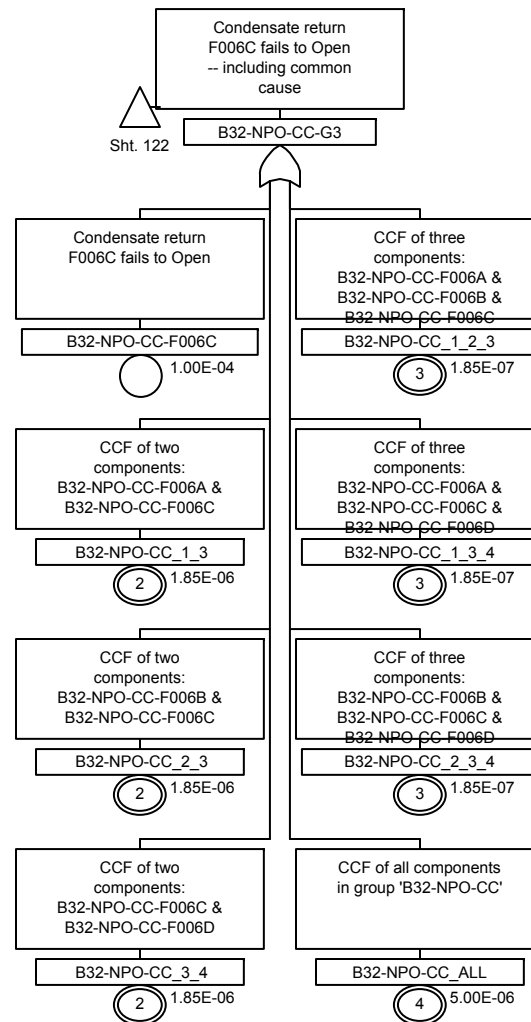 Condensate return
F006C fails to Open
-- including common
cause
Sht. 122
B32-NPO-CC-G3
Condensate return
F006C fails to Open
B32-NPO-CC-F006C
1.00E-04
CCF of three
components:
B32-NPO-CC-F006A &
B32-NPO-CC-F006B &
B32-NPO-CC-F006C
B32-NPO-CC_1_2_3
3
1.85E-07
CCF of two
components:
B32-NPO-CC-F006A &
B32-NPO-CC-F006C
B32-NPO-CC_1_3
2
1.85E-06
CCF of three
components:
B32-NPO-CC-F006A &
B32-NPO-CC-F006C &
B32-NPO-CC-F006D
B32-NPO-CC_1_3_4
3
1.85E-07
CCF of two
components:
B32-NPO-CC-F006B &
B32-NPO-CC-F006C
B32-NPO-CC_2_3
2
1.85E-06
CCF of three
components:
B32-NPO-CC-F006B &
B32-NPO-CC-F006C &
B32-NPO-CC-F006D
B32-NPO-CC_2_3_4
3
1.85E-07
CCF of two
components:
B32-NPO-CC-F006C &
B32-NPO-CC-F006D
B32-NPO-CC_3_4
2
1.85E-06
CCF of all components
in group 'B32-NPO-CC'
B32-NPO-CC_ALL
4
5.00E-06